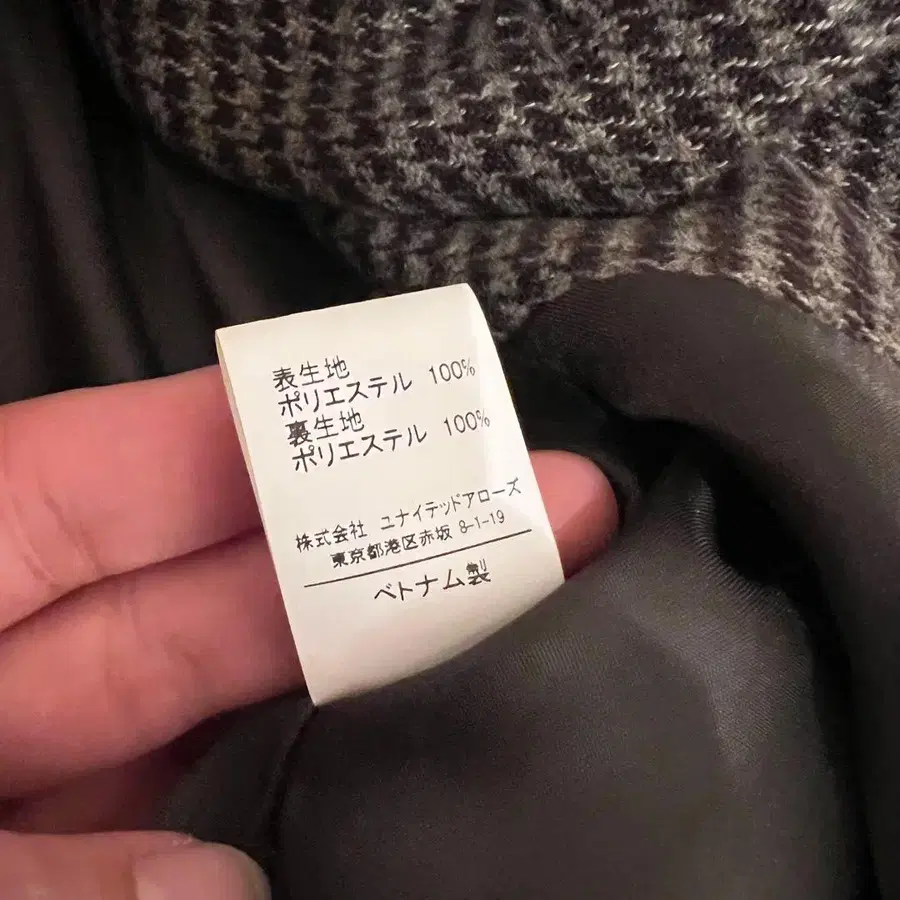 表生地
ポリエステル 100%
裏生地
ポリエステル 100%
株式会社 ユナイテッドアローズ
東京都港区赤坂 8-1-19
ベトナム製